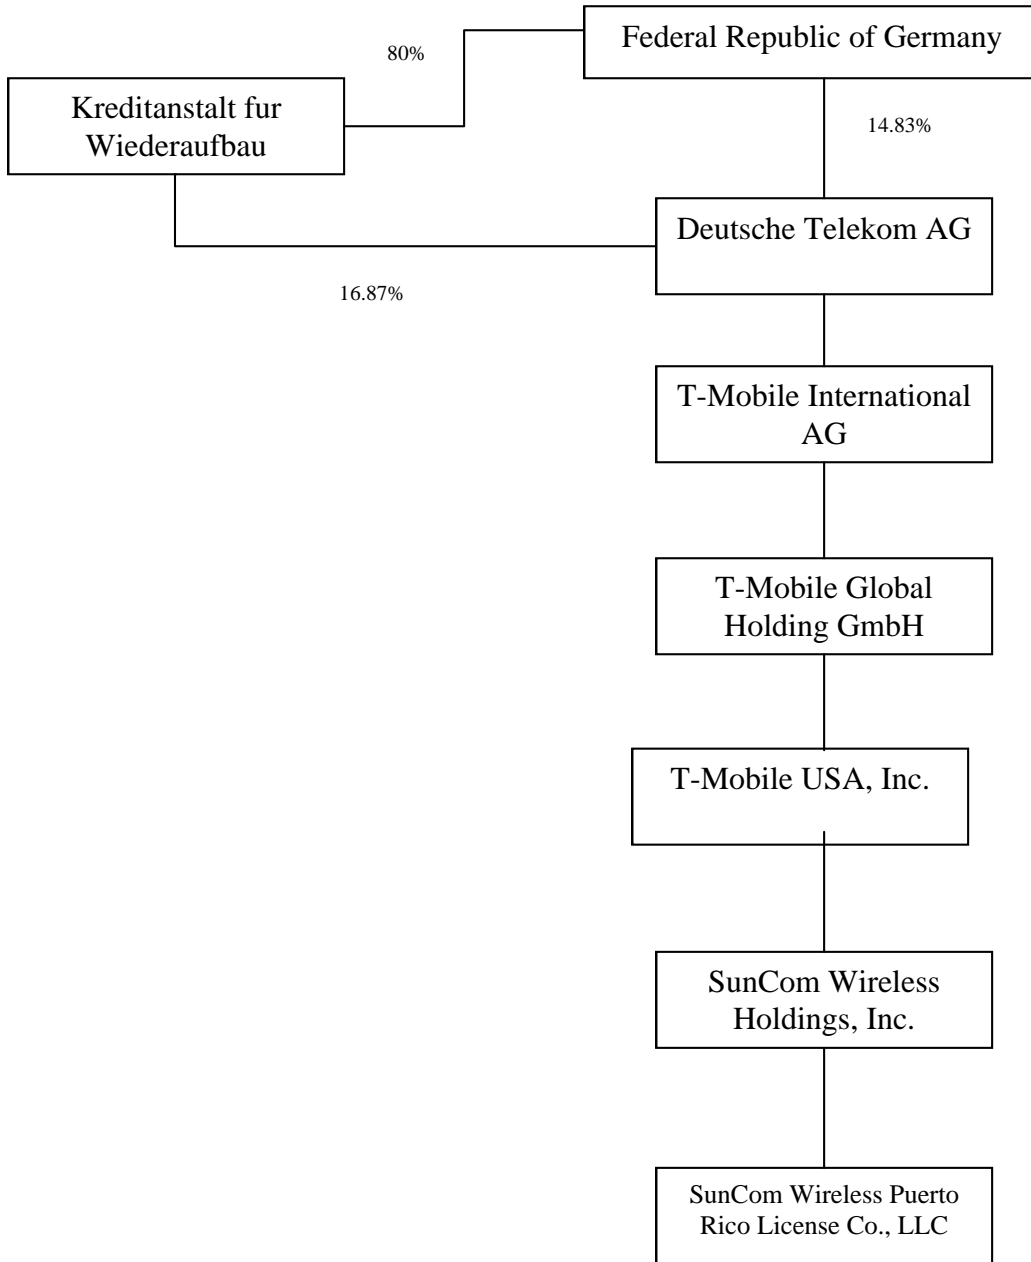 Federal Republic of Germany
80%
Kreditanstalt fur
Wiederaufbau
14.83%
Deutsche Telekom AG
16.87%
T-Mobile International
AG
T-Mobile Global
Holding GmbH
T-Mobile USA, Inc.
SunCom Wireless
Holdings, Inc.
SunCom Wireless Puerto
Rico License Co., LLC